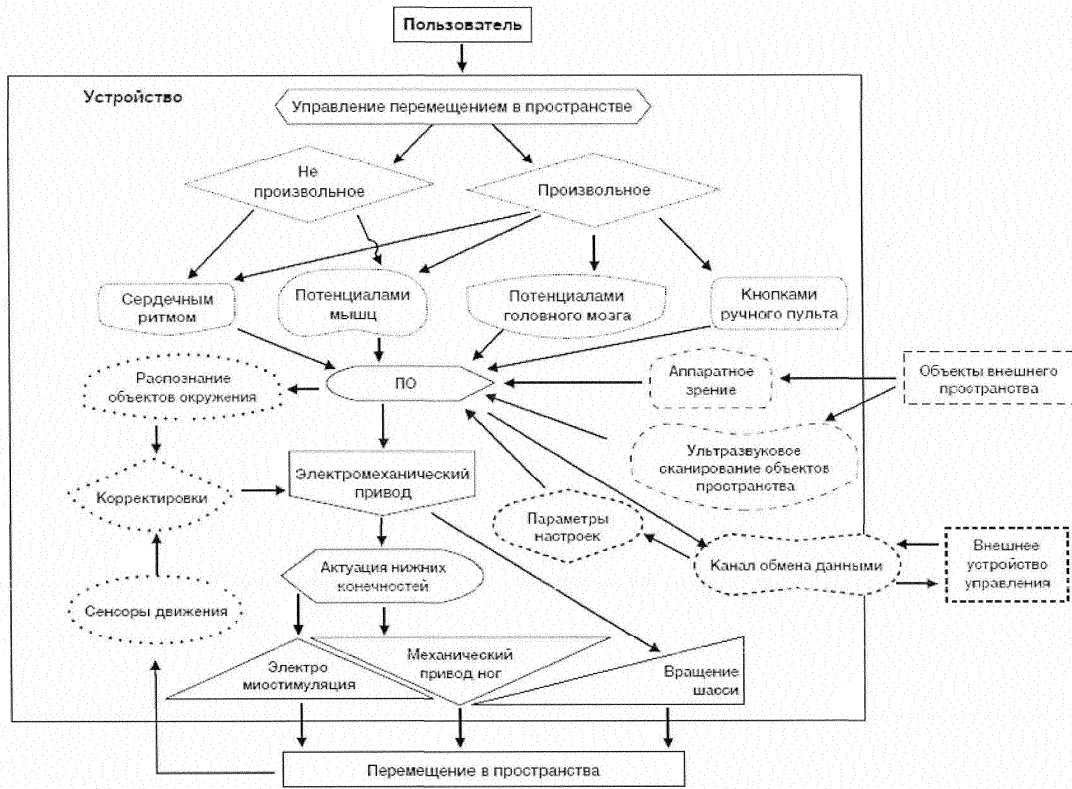 Пользователь
Устройство
Управление перемещением в пространстве
Не
произвольное
Произвольное
Сердечным
ритмом
Потенциалами
мышц
Потенциалами
головного мозга
Кнопками
ручного пульта
Распознание
объектов окружения
ПО
Аппаратное
зрение
Объекты внешнего
пространства
Ультразвуковое
сканирование объектов
пространства
Электромеханический
привод
Корректировки
Параметры
настроек
Канал обмена данными
Внешнее
устройство
управления
Актуация нижних
конечностей
Сенсоры движения
Электро
миостимуляция
Механический
привод ног
Вращение
шасси
Перемещение в пространства